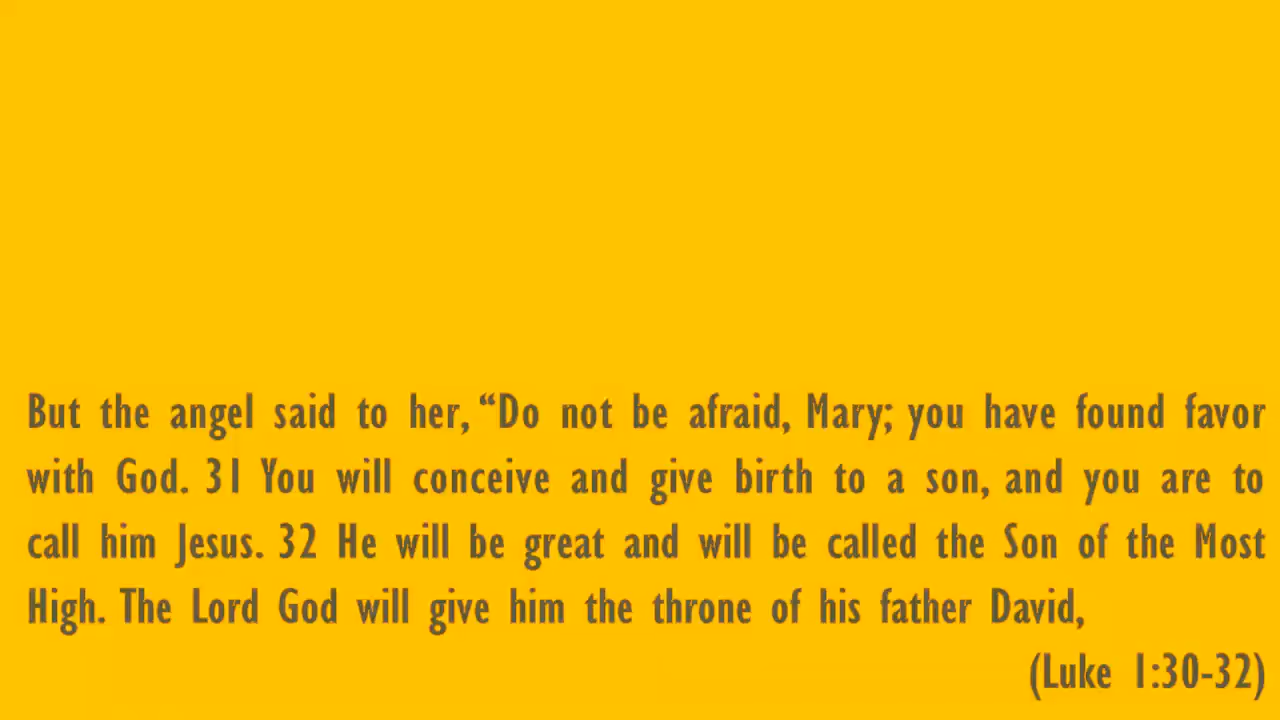 But the angel said to her, “Do not be afraid, Mary; you have found favor
with God. 31 You will conceive and give birth to a son, and you are to
call him Jesus. 32 He will be great and will be called the Son of the Most
High. The Lord God will give him the throne of his father David,
(Luke 1:30-32)